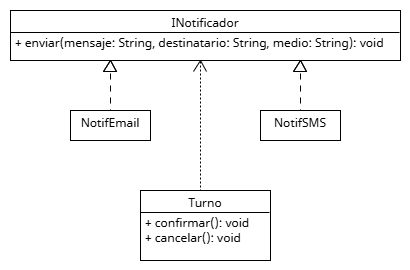 INotificador
+ enviar(mensaje: String, destinatario: String, medio: String): void
NotifEmail
NotifSMS
Turno
+ confirmar(): void
+ cancelar(): void